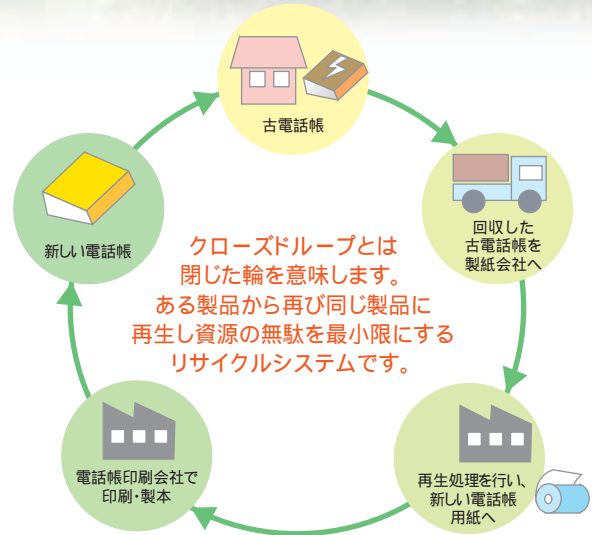 古電話帳
回収した
古電話帳を
製紙会社へ
再生処理を行い、
新しい電話帳
用紙へ
電話帳印刷会社で
印刷・製本
新しい電話帳
クローズドループとは
閉じた輪を意味します。
ある製品から再び同じ製品に
再生し資源の無駄を最小限にする
リサイクルシステムです。